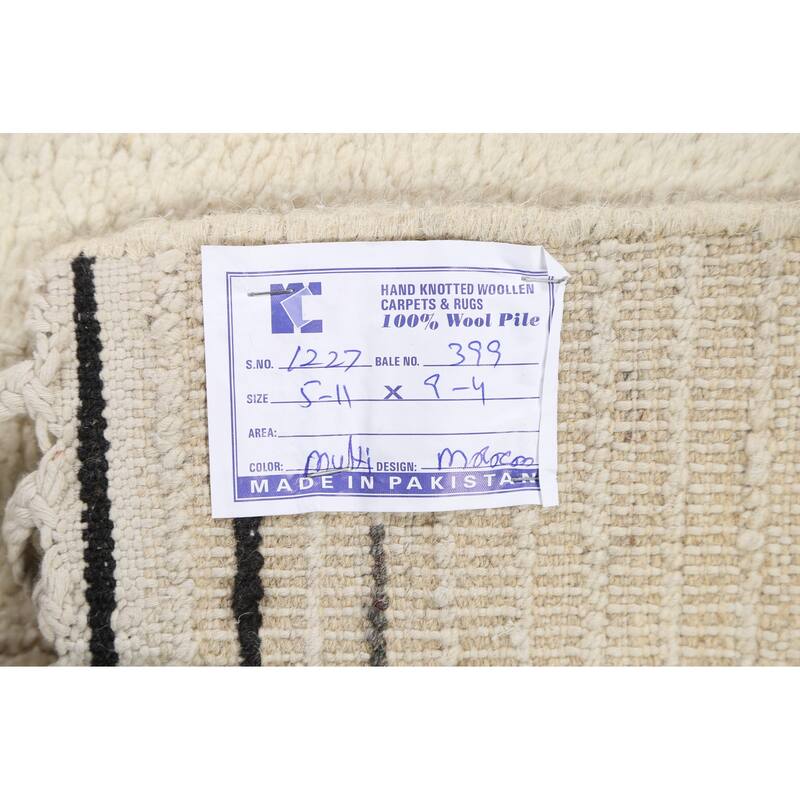 KC
HAND KNOTTED WOOLLEN
CARPETS & RUGS
100% Wool Pile
S.NO. 1227 BALE NO. 399
SIZE 5-11 X 9-4
AREA:
COLOR: multi DESIGN:
MADE IN PAKISTAN